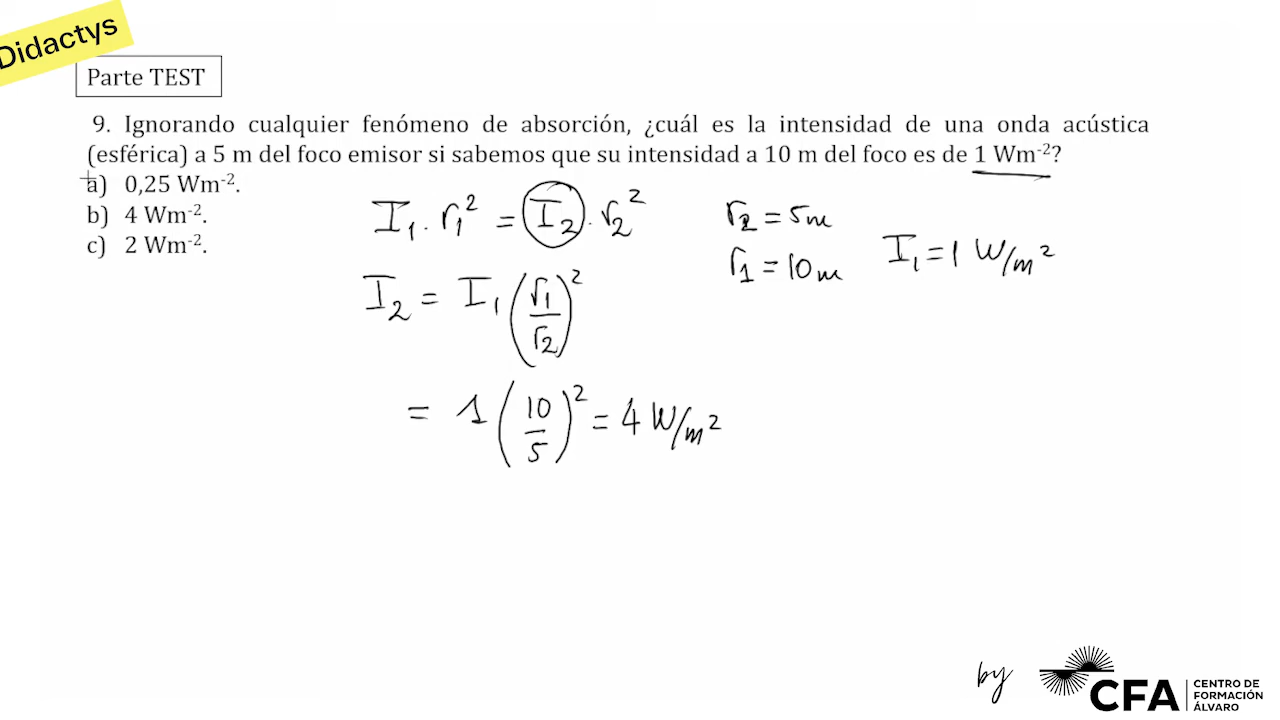 Didactys
Parte TEST
9. Ignorando cualquier fenómeno de absorción, ¿cuál es la intensidad de una onda acústica
(esférica) a 5 m del foco emisor si sabemos que su intensidad a 10 m del foco es de 1 Wm⁻²?
a) 0,25 Wm⁻².
b) 4 Wm⁻².
c) 2 Wm⁻².
I₁ · r₁² = I₂ · r₂²
r₂ = 5m
r₁ = 10m
I₁ = 1 W/m²
I₂ = I₁ (r₁/r₂)²
= 1 (10/5)² = 4 W/m²
by
CFA
CENTRO DE
FORMACIÓN
ÁLVARO